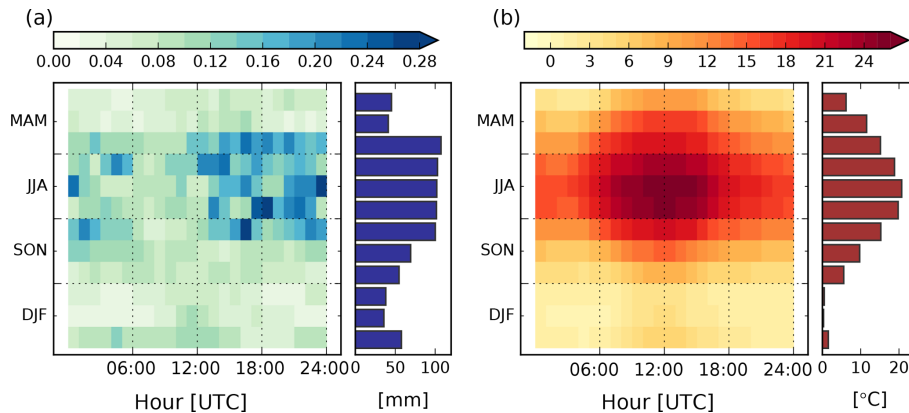 (a)
0.00 0.04 0.08 0.12 0.16 0.20 0.24 0.28
MAM
JJA
SON
DJF
06:00 12:00 18:00 24:00
Hour [UTC]
0 50 100
[mm]
(b)
0 3 6 9 12 15 18 21 24
MAM
JJA
SON
DJF
06:00 12:00 18:00 24:00
Hour [UTC]
0 10 20
[°C]